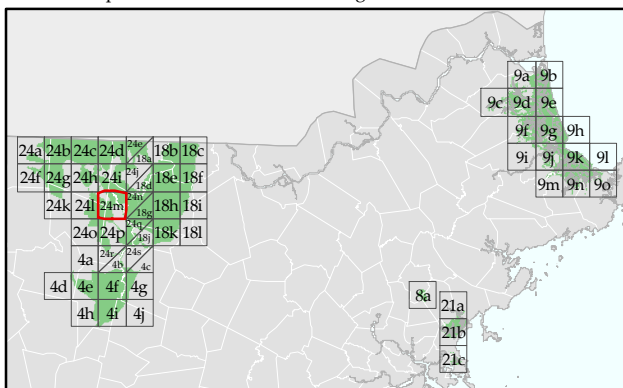 9a 9b
9c 9d 9e
9f 9g 9h
24a 24b 24c 24d 24e 18a 18b 18c
9i 9j 9k 9l
24f 24g 24h 24i 24j 18d 18e 18f
9m 9n 9o
24k 24l 24m 24n 18g 18h 18i
24o 24p 24q 18j 18k 18l
4a 24r 4b 24s 4c
4d 4e 4f 4g
8a 21a
4h 4i 4j
21b
21c